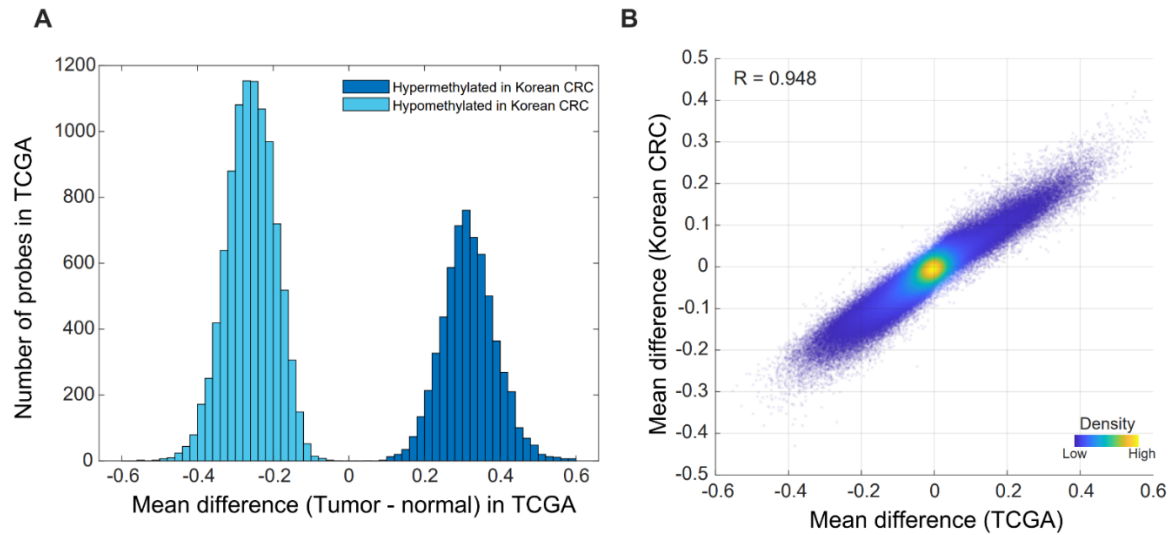 A
Number of probes in TCGA
1200
1000
800
600
400
200
0
Hypermethylated in Korean CRC
Hypomethylated in Korean CRC
-0.6 -0.4 -0.2 0 0.2 0.4 0.6
Mean difference (Tumor - normal) in TCGA
B
Mean difference (Korean CRC)
0.5
0.4
0.3
0.2
0.1
0
-0.1
-0.2
-0.3
-0.4
-0.5
R = 0.948
Density
Low High
-0.6 -0.4 -0.2 0 0.2 0.4 0.6
Mean difference (TCGA)